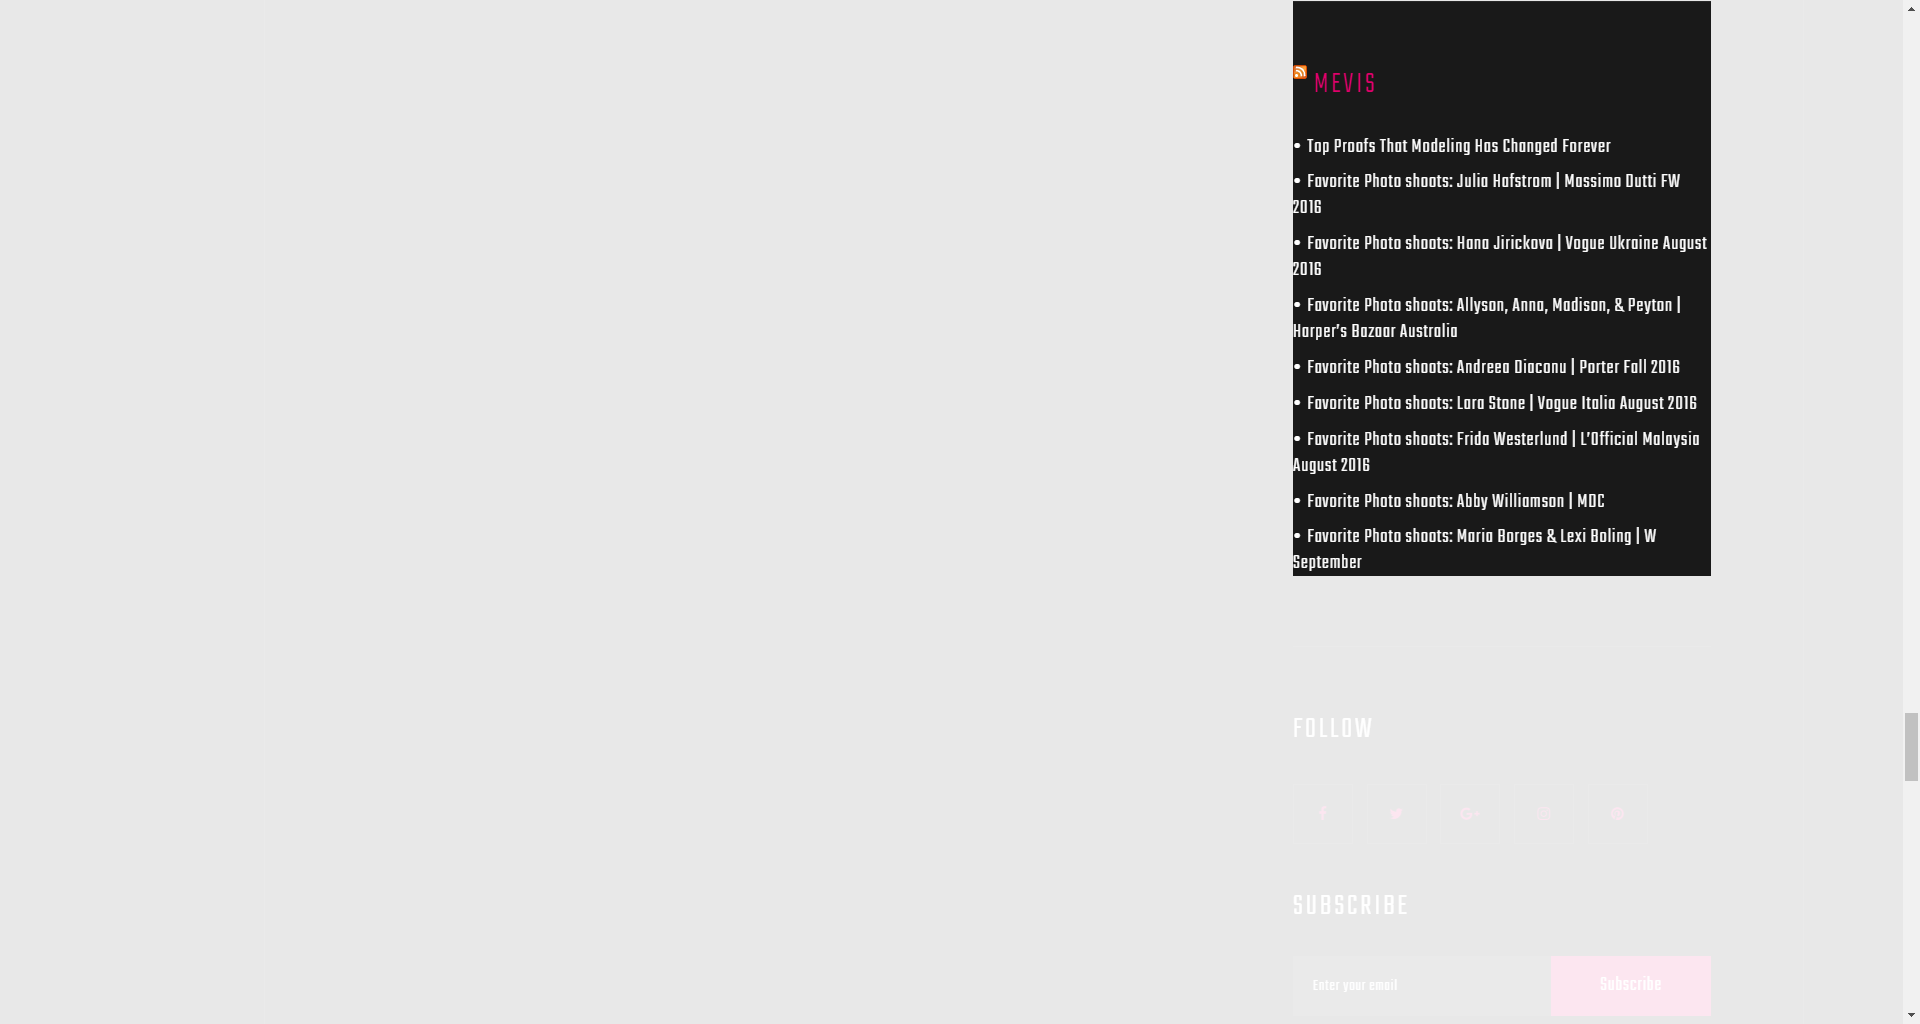 MEVIS
• Top Proofs That Modeling Has Changed Forever
• Favorite Photo shoots: Julia Hafstrom | Massimo Dutti FW
2016
• Favorite Photo shoots: Hana Jirickova | Vogue Ukraine August
2016
• Favorite Photo shoots: Allyson, Anna, Madison, & Peyton |
Harper’s Bazaar Australia
• Favorite Photo shoots: Andreea Diaconu | Porter Fall 2016
• Favorite Photo shoots: Lara Stone | Vogue Italia August 2016
• Favorite Photo shoots: Frida Westerlund | L’Official Malaysia
August 2016
• Favorite Photo shoots: Abby Williamson | MDC
• Favorite Photo shoots: Maria Borges & Lexi Boling | W
September
FOLLOW
SUBSCRIBE
Enter your email
Subscribe